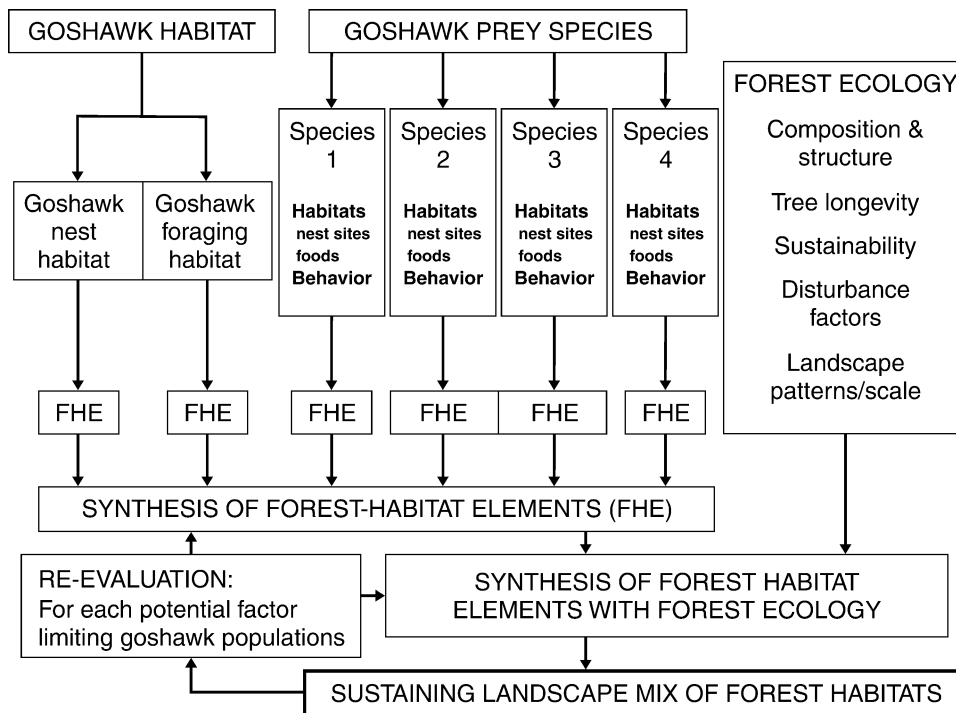 GOSHAWK HABITAT
GOSHAWK PREY SPECIES
FOREST ECOLOGY
Composition &
structure
Tree longevity
Sustainability
Disturbance
factors
Landscape
patterns/scale
Goshawk
nest
habitat
Goshawk
foraging
habitat
Species
1
Habitats
nest sites
foods
Behavior
Species
2
Habitats
nest sites
foods
Behavior
Species
3
Habitats
nest sites
foods
Behavior
Species
4
Habitats
nest sites
foods
Behavior
FHE
FHE
FHE
FHE
FHE
FHE
SYNTHESIS OF FOREST-HABITAT ELEMENTS (FHE)
RE-EVALUATION:
For each potential factor
limiting goshawk populations
SYNTHESIS OF FOREST HABITAT
ELEMENTS WITH FOREST ECOLOGY
SUSTAINING LANDSCAPE MIX OF FOREST HABITATS